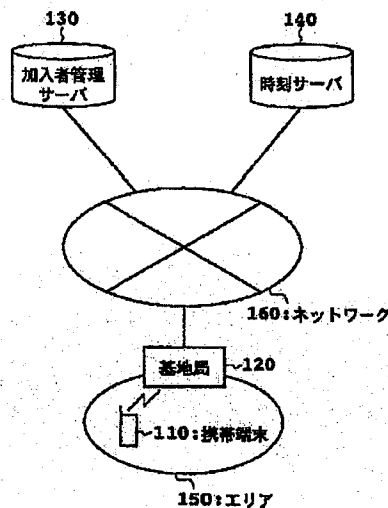 130
140
加入者管理
サーバ
時刻サーバ
160:ネットワーク
基地局
120
110:携帯端末
150:エリア